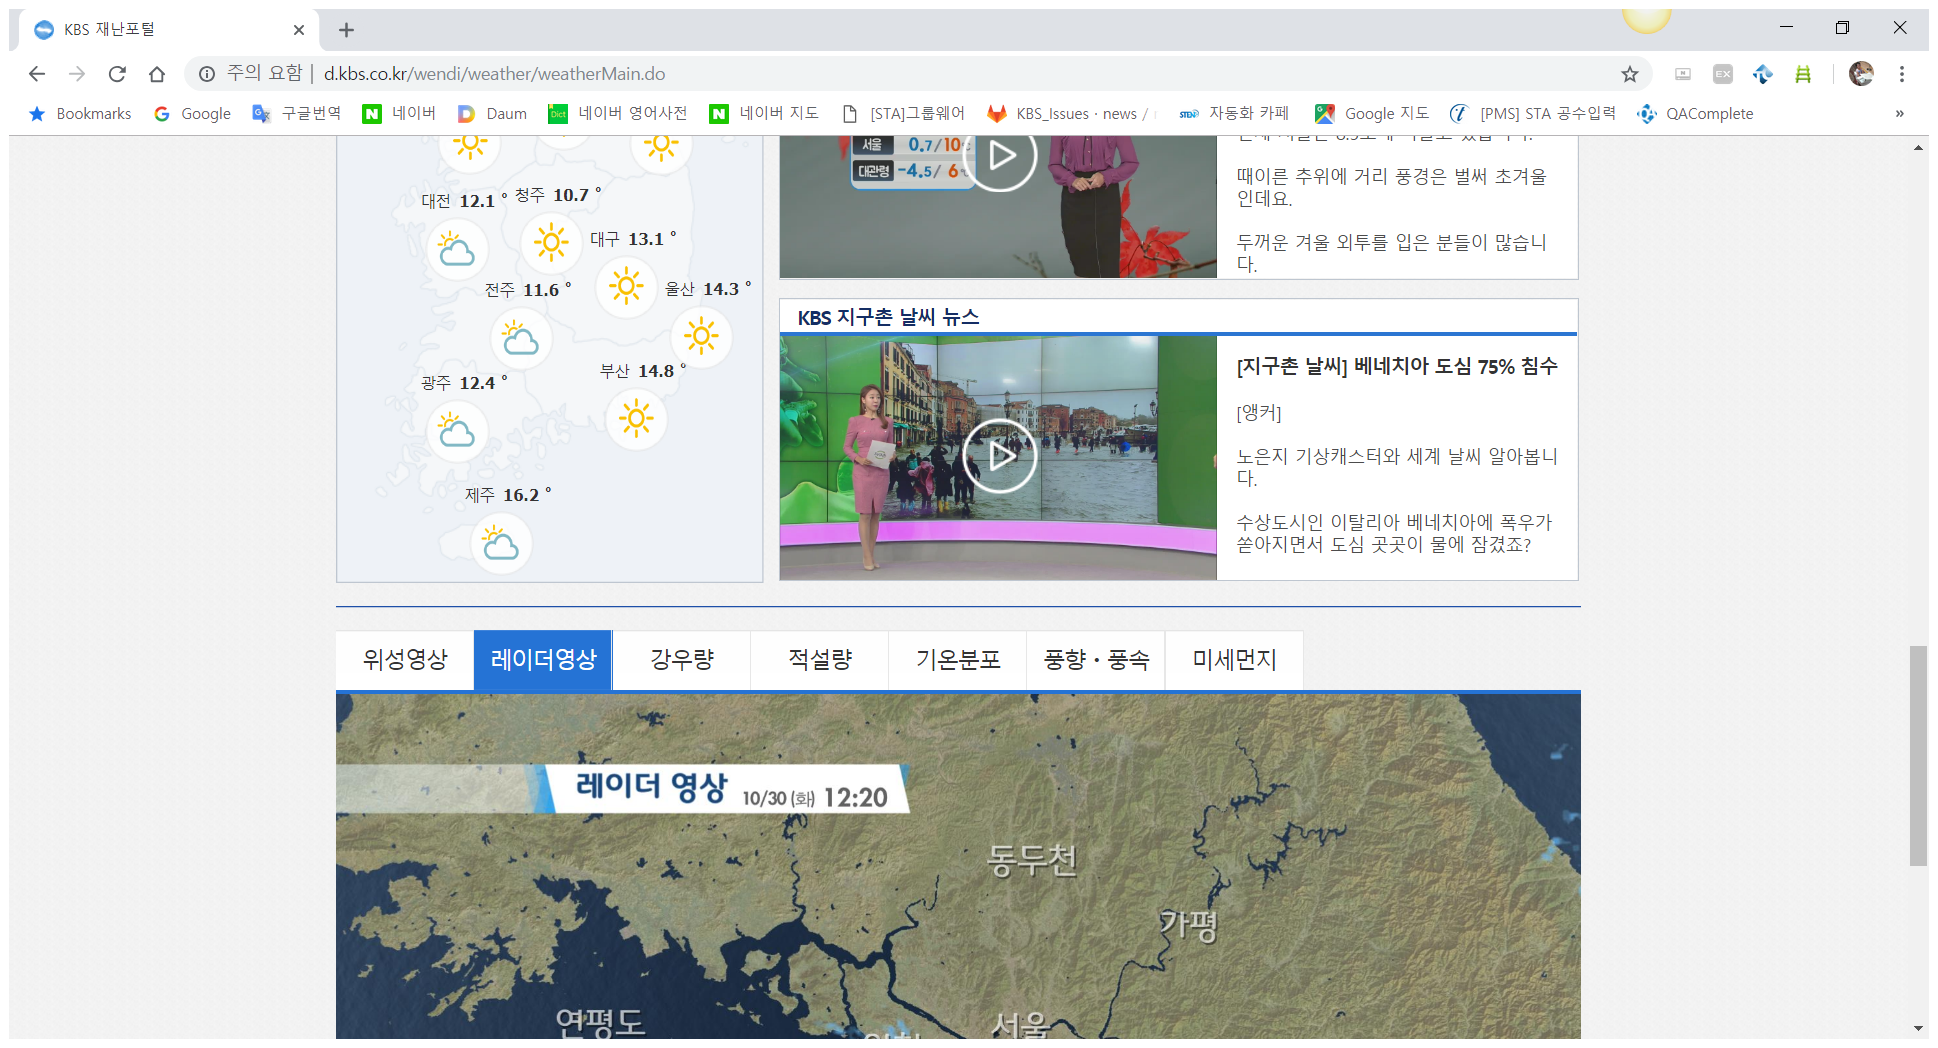 KBS 재난포털
주의 요함 | d.kbs.co.kr/wendi/weather/weatherMain.do
Bookmarks Google 구글번역 네이버 Daum 네이버 영어사전 네이버 지도 [STA]그룹웨어 KBS_Issues · news / 자동화 카페 Google 지도 [PMS] STA 공수입력 QAComplete »
대전 12.1 ° 청주 10.7 °
대구 13.1 °
전주 11.6 ° 울산 14.3 °
부산 14.8 °
광주 12.4 °
제주 16.2 °
서울 0.7/10
대관령 -4.5/ 6
때이른 추위에 거리 풍경은 벌써 초겨울
인데요.
두꺼운 겨울 외투를 입은 분들이 많습니
다.
KBS 지구촌 날씨 뉴스
[지구촌 날씨] 베네치아 도심 75% 침수
[앵커]
노은지 기상캐스터와 세계 날씨 알아봅니
다.
수상도시인 이탈리아 베네치아에 폭우가
쏟아지면서 도심 곳곳이 물에 잠겼죠?
위성영상 레이더영상 강우량 적설량 기온분포 풍향·풍속 미세먼지
레이더 영상 10/30 (화) 12:20
동두천
가평
연평도 서울